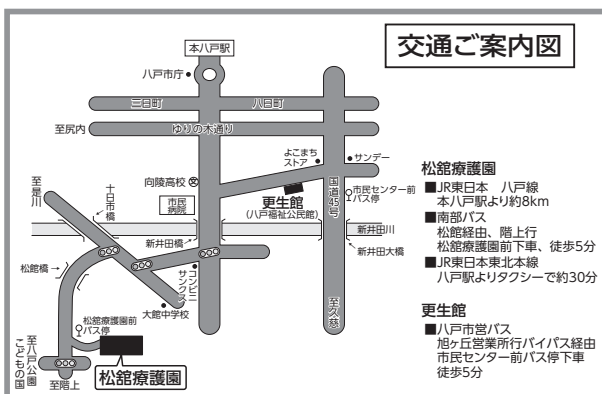 交通ご案内図
本八戸駅
八戸市庁
三日町
八日町
至尻内
ゆりの木通り
よこまち
ストア
サンデー
至是川
十日市橋
向陵高校
市民
病院
更生館
(八戸福祉公民館)
国道45号
市民センター前
バス停
新井田川
新井田橋
新井田大橋
松館橋
コンビニ
サンクス
大館中学校
至久慈
松舘療護園前
バス停
至八戸公園
こどもの国
松舘療護園
至階上
松舘療護園
■JR東日本 八戸線
本八戸駅より約8km
■南部バス
松館経由、階上行
松舘療護園前下車、徒歩5分
■JR東日本東北本線
八戸駅よりタクシーで約30分
更生館
■八戸市営バス
旭ヶ丘営業所行バイパス経由
市民センター前バス停下車
徒歩5分